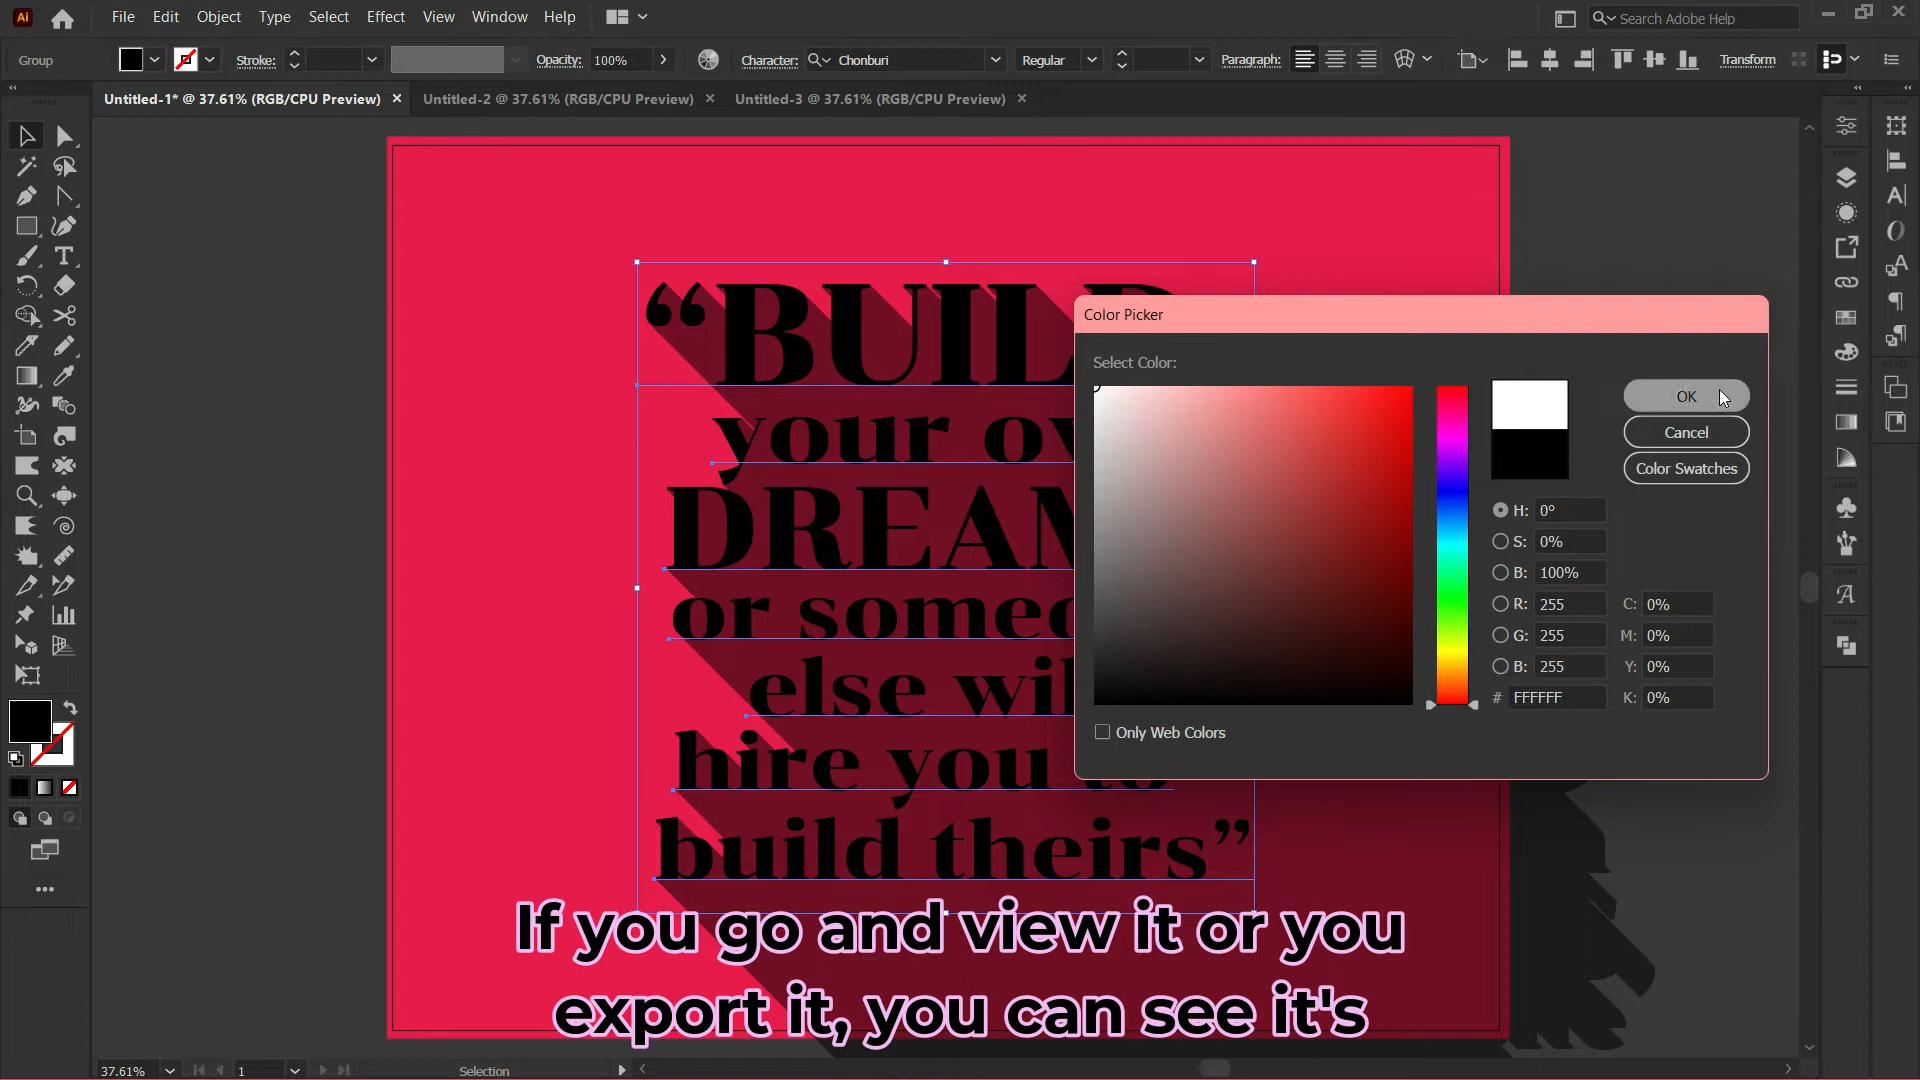 Ai File Edit Object Type Select Effect View Window Help Search Adobe Help
Group Stroke: Opacity: 100% Character: Chonburi Regular Paragraph: Transform
Untitled-1* @ 37.61% (RGB/CPU Preview) × Untitled-2 @ 37.61% (RGB/CPU Preview) × Untitled-3 @ 37.61% (RGB/CPU Preview) ×
“BUILD
your ow
DREAM
or someo
else wil
hire you to
build theirs”
Color Picker
Select Color:
OK
Cancel
Color Swatches
H: 0°
S: 0%
B: 100%
R: 255 C: 0%
G: 255 M: 0%
B: 255 Y: 0%
# FFFFFF K: 0%
Only Web Colors
If you go and view it or you
export it, you can see it's
37.61% 1 Selection